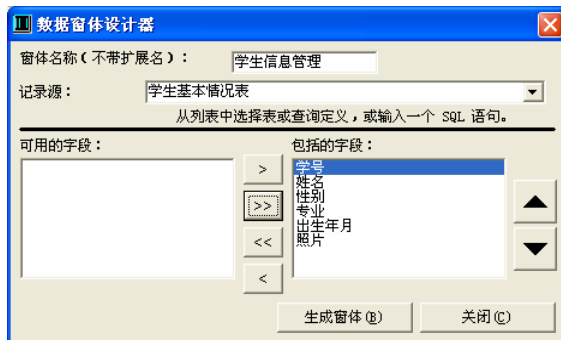 数据窗体设计器
窗体名称(不带扩展名): 学生信息管理
记录源: 学生基本情况表
从列表中选择表或查询定义,或输入一个 SQL 语句。
可用的字段: 包括的字段:
>
>>
<<
<
学号
姓名
性别
专业
出生年月
照片
生成窗体(B) 关闭(C)